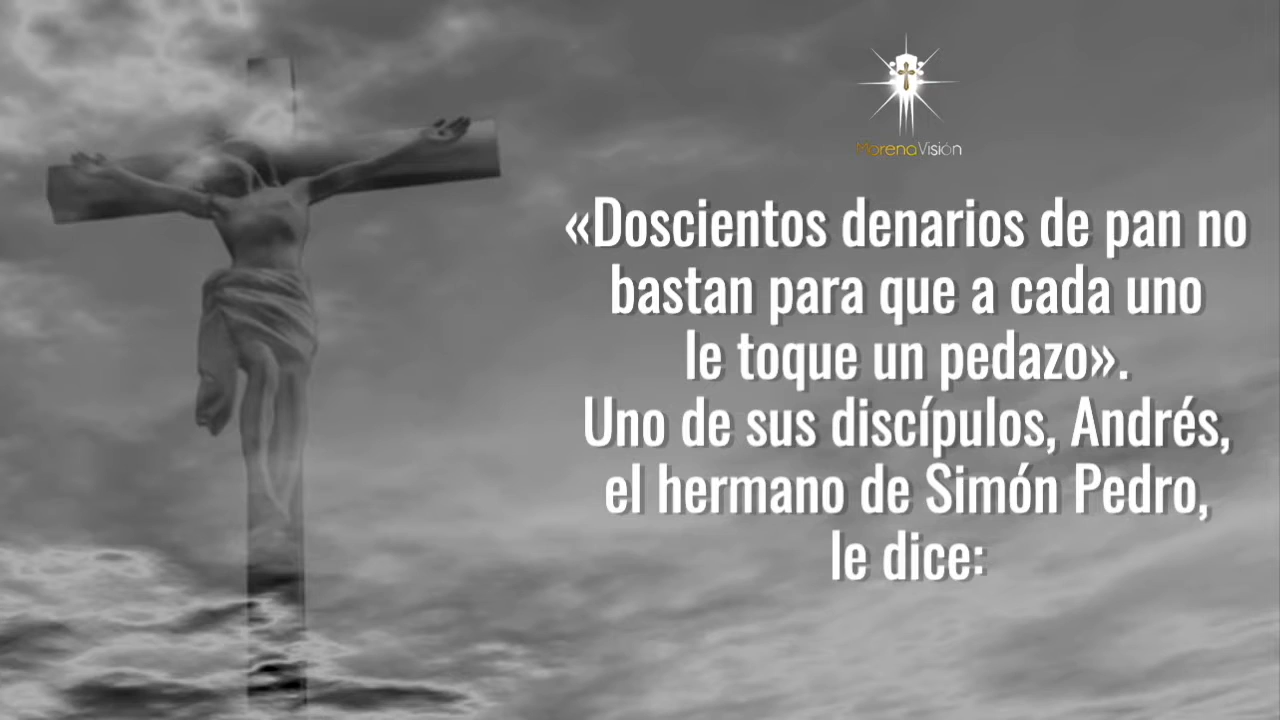 MorenaVisión
«Doscientos denarios de pan no
bastan para que a cada uno
le toque un pedazo».
Uno de sus discípulos, Andrés,
el hermano de Simón Pedro,
le dice: